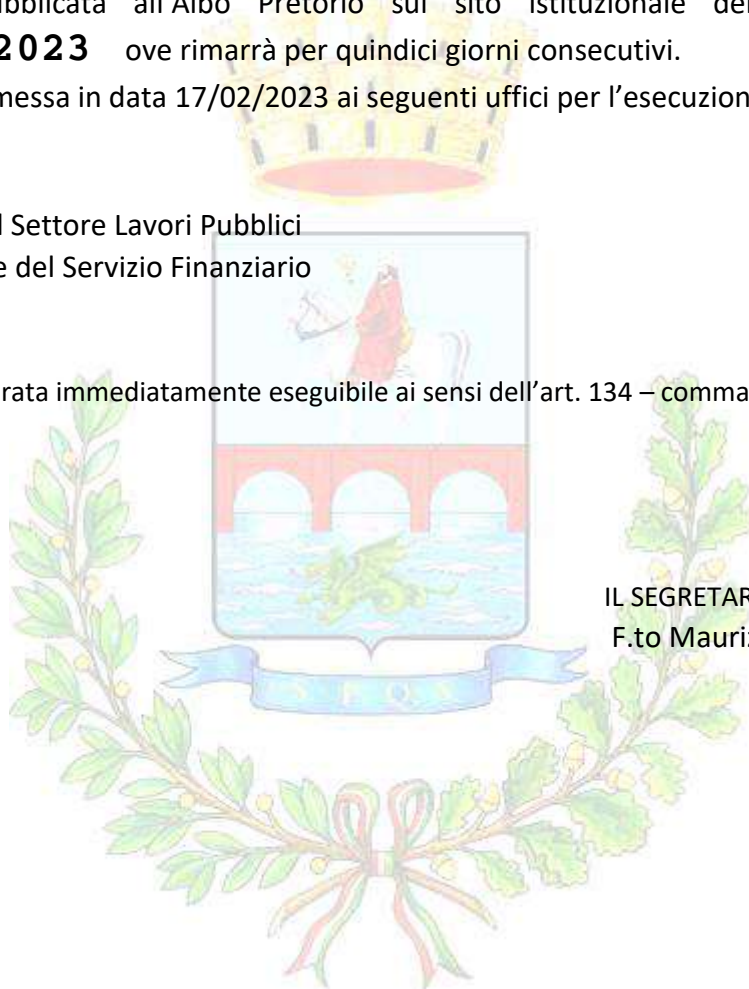 bblicata all'Albo Pretorio sul sito istituzionale del
2023 ove rimarrà per quindici giorni consecutivi.
messa in data 17/02/2023 ai seguenti uffici per l'esecuzion
l Settore Lavori Pubblici
e del Servizio Finanziario
rata immediatamente eseguibile ai sensi dell'art. 134 – comma
IL SEGRETAR
F.to Mauriz